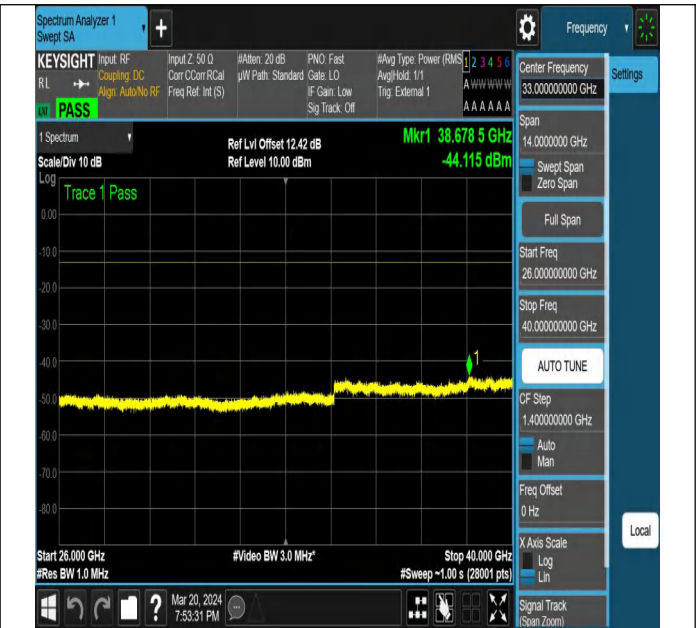 Spectrum Analyzer 1
Swept SA
+
Frequency
KEYSIGHT
RL
PASS
Input: RF
Coupling: DC
Align: Auto/No RF
Input Z: 50 Ω
Corr CCorr RCal
Freq Ref: Int (S)
#Atten: 20 dB
µW Path: Standard
PNO: Fast
Gate: LO
IF Gain: Low
Sig Track: Off
#Avg Type: Power (RMS
Avg|Hold: 1/1
Trig: External 1
1 2 3 4 5 6
A W W W W W
A A A A A A
1 Spectrum
Scale/Div 10 dB
Log
Ref Lvl Offset 12.42 dB
Ref Level 10.00 dBm
Mkr1 38.678 5 GHz
-44.115 dBm
Trace 1 Pass
0.00
-10.0
-20.0
-30.0
-40.0
-50.0
-60.0
-70.0
-80.0
1
Start 26.000 GHz
#Res BW 1.0 MHz
#Video BW 3.0 MHz*
Stop 40.000 GHz
#Sweep ~1.00 s (28001 pts)
?
Mar 20, 2024
7:53:31 PM
Center Frequency
33.000000000 GHz
Span
14.0000000 GHz
Swept Span
Zero Span
Full Span
Start Freq
26.000000000 GHz
Stop Freq
40.000000000 GHz
AUTO TUNE
CF Step
1.400000000 GHz
Auto
Man
Freq Offset
0 Hz
X Axis Scale
Log
Lin
Signal Track
(Span Zoom)
Settings
Local